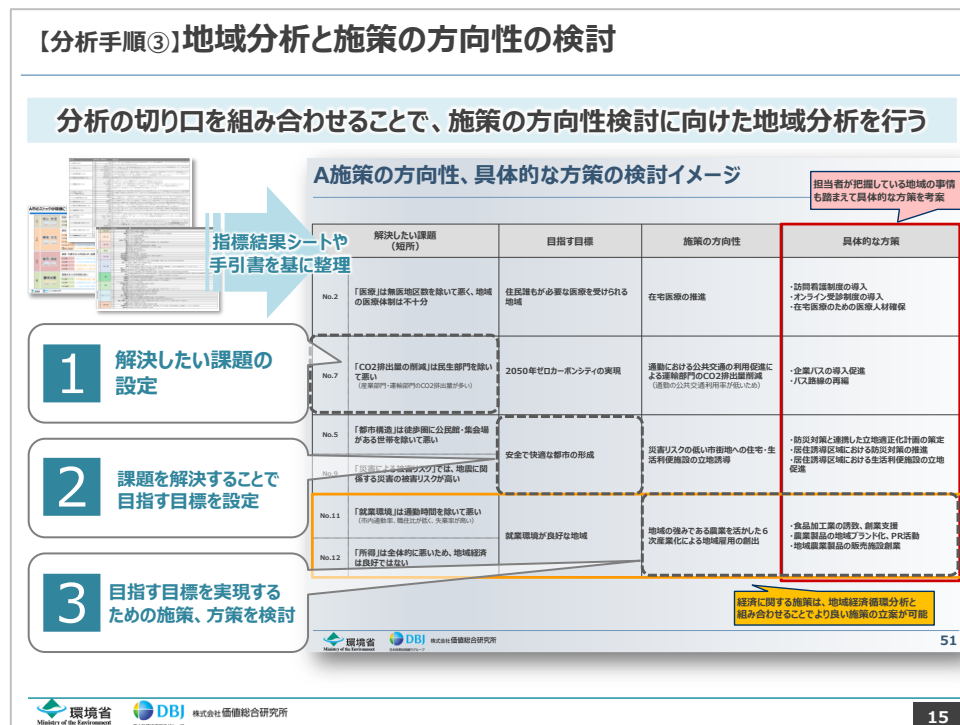 【分析手順③】地域分析と施策の方向性の検討
分析の切り口を組み合わせることで、施策の方向性検討に向けた地域分析を行う
指標結果シートや
手引書を基に整理
A施策の方向性、具体的な方策の検討イメージ
担当者が把握している地域の事情
も踏まえて具体的な方策を考案
解決したい課題
（短所）
目指す目標
施策の方向性
具体的な方策
No.2
「医療」は無医地区数を除いて悪く、地域
の医療体制は不十分
住民誰もが必要な医療を受けられる
地域
在宅医療の推進
・訪問看護制度の導入
・オンライン受診制度の導入
・在宅医療のための医療人材確保
No.7
「CO2排出量の削減」は民生部門を除い
て悪い
（産業部門・運輸部門のCO2排出量が多い）
2050年ゼロカーボンシティの実現
通勤における公共交通の利用促進に
よる運輸部門のCO2排出量削減
（通勤の公共交通利用率が低いため）
・企業バスの導入促進
・バス路線の再編
No.5
「都市構造」は徒歩圏に公民館・集会場
がある世帯を除いて悪い
No.9
「災害による被害リスク」では、地震に関
係する災害の被害リスクが高い
安全で快適な都市の形成
災害リスクの低い市街地への住宅・生
活利便施設の立地誘導
・防災対策と連携した立地適正化計画の策定
・居住誘導区域における防災対策の推進
・居住誘導区域における生活利便施設の立地
促進
No.11
「就業環境」は通勤時間を除いて悪い
（市内通勤率、職住比が低く、失業率が高い）
No.12
「所得」は全体的に悪いため、地域経済
は良好ではない
就業環境が良好な地域
地域の強みである農業を活かした６
次産業化による地域雇用の創出
・食品加工業の誘致、創業支援
・農業製品の地域ブランド化、PR活動
・地域農業製品の販売施設創業
経済に関する施策は、地域経済循環分析と
組み合わせることでより良い施策の立案が可能
1
解決したい課題の
設定
2
課題を解決することで
目指す目標を設定
3
目指す目標を実現する
ための施策、方策を検討
環境省
Ministry of the Environment
DBJ 株式会社価値総合研究所
51
環境省
Ministry of the Environment
DBJ 株式会社価値総合研究所
15